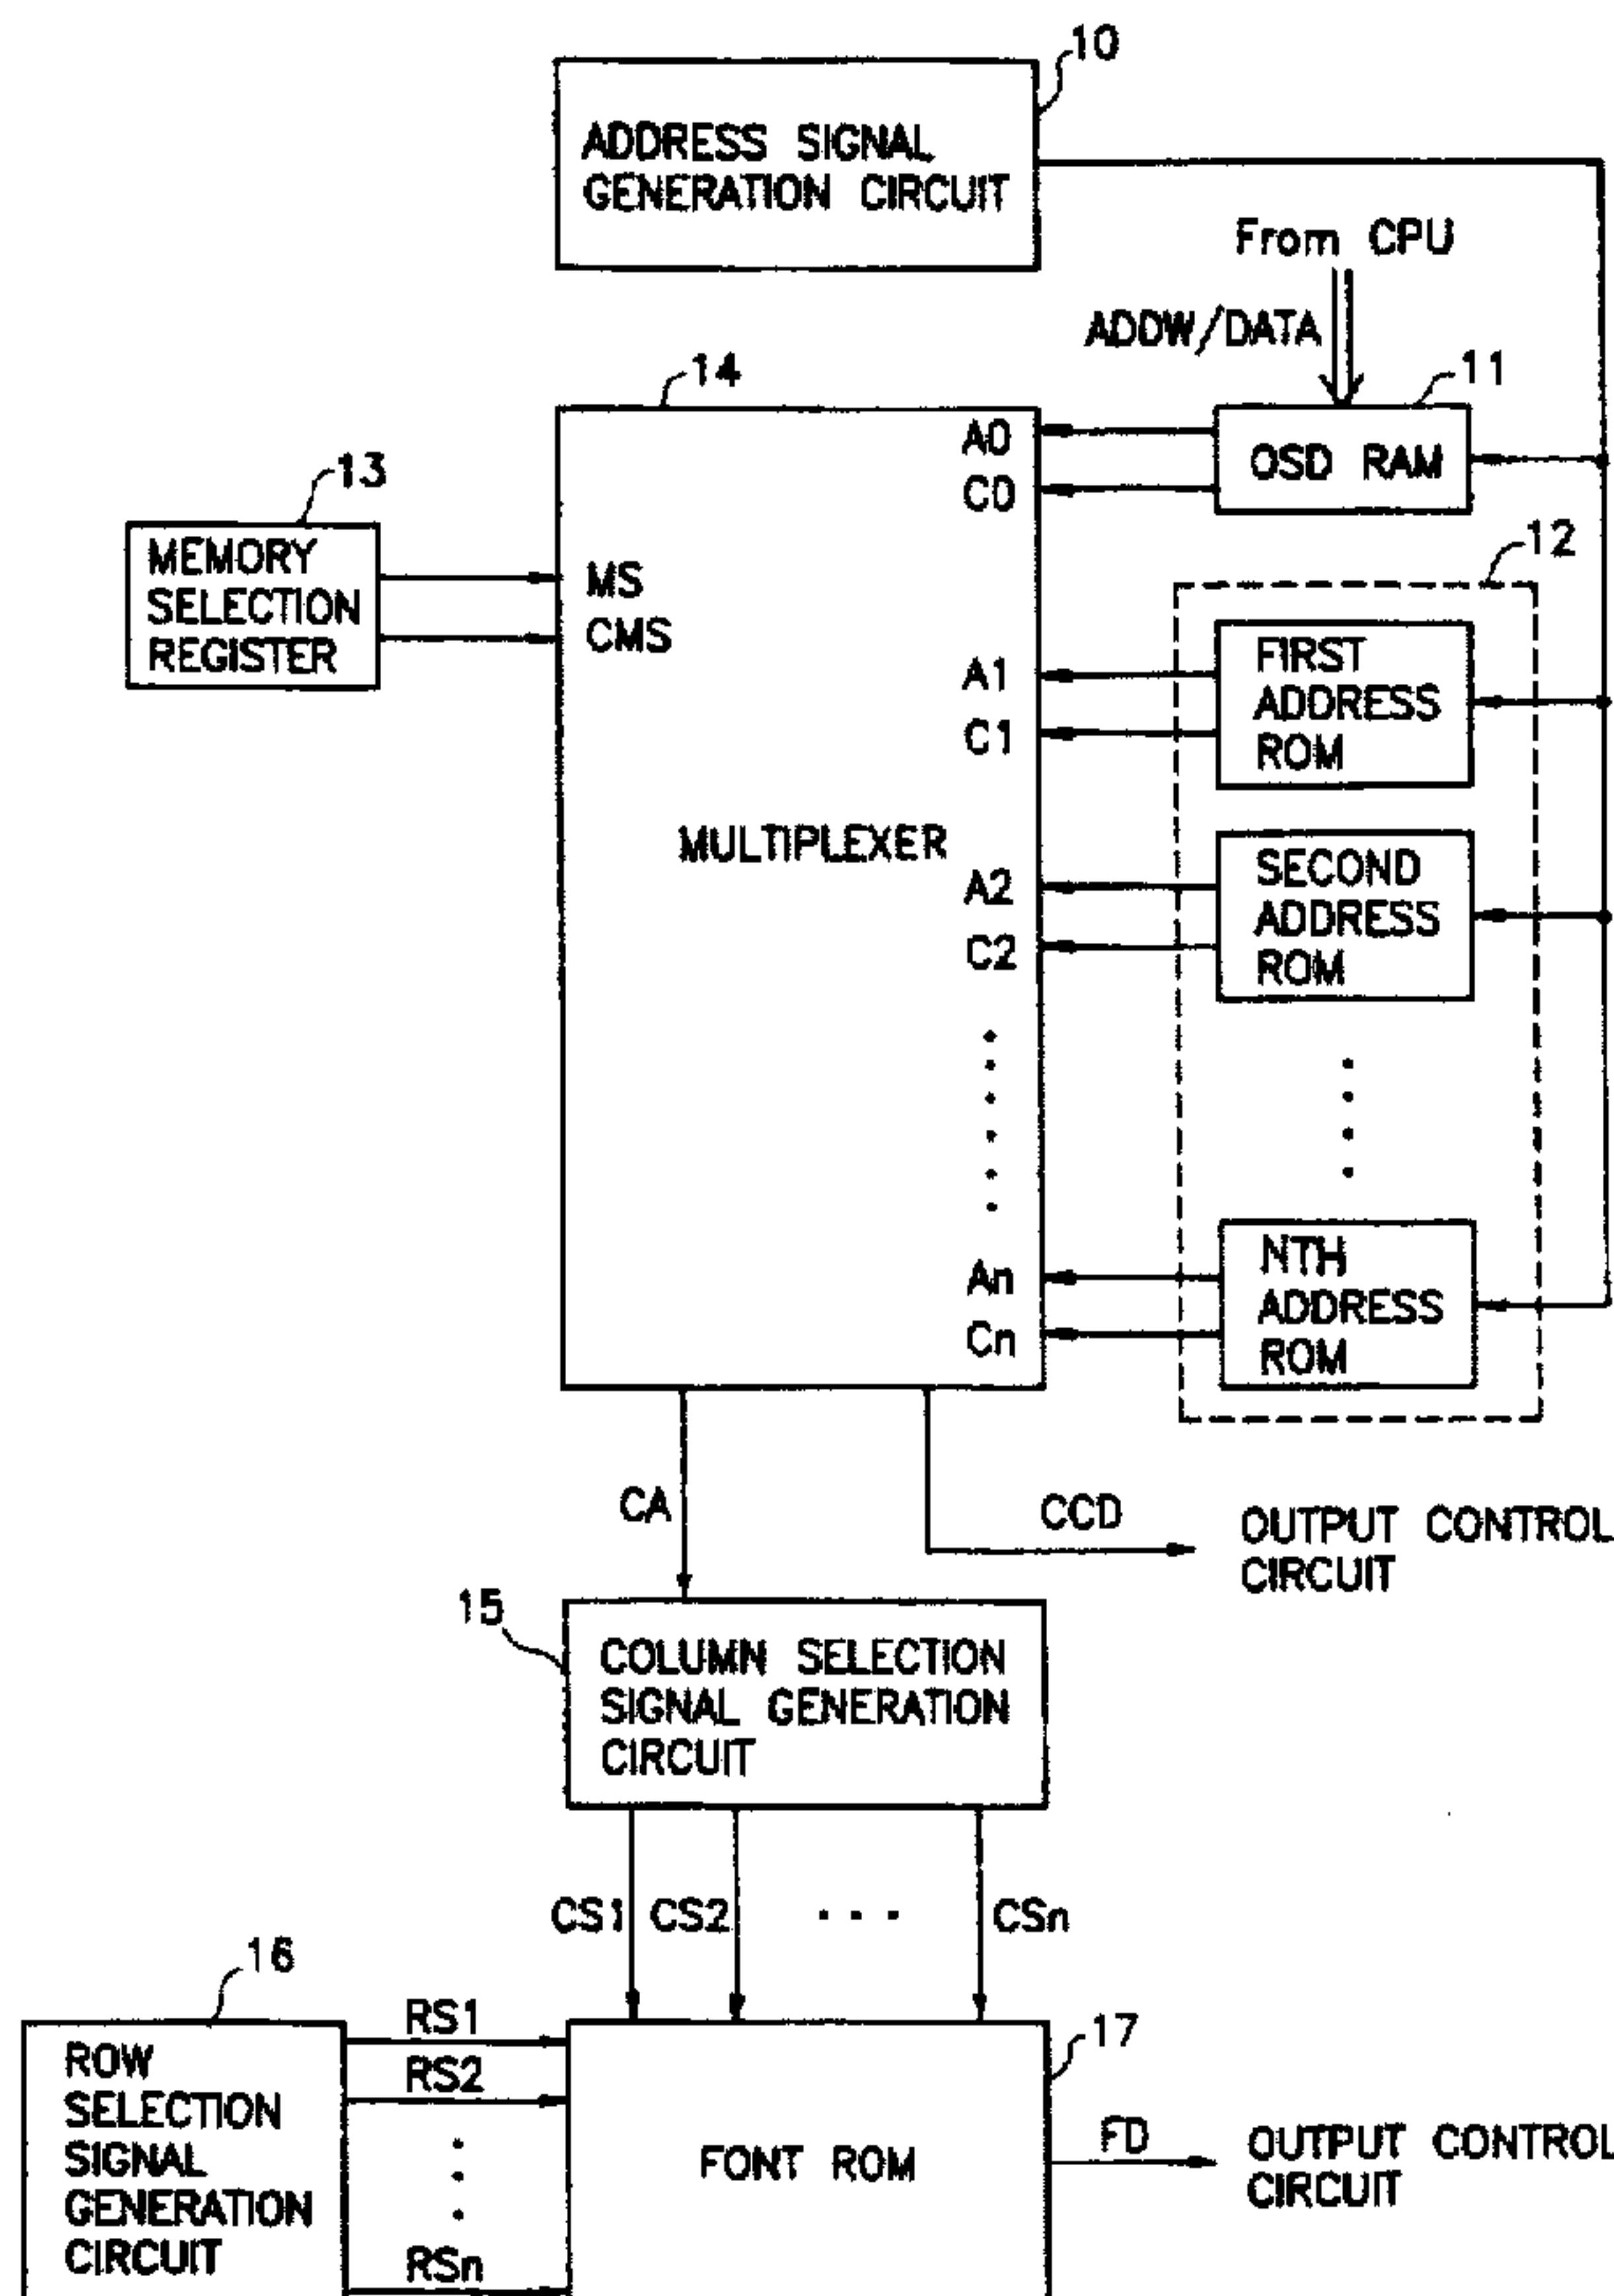 10
ADDRESS SIGNAL
GENERATION CIRCUIT
From CPU
ADDW/DATA
14
11
A0
C0
OSD RAM
13
12
MEMORY
SELECTION
REGISTER
MS
CMS
A1
C1
FIRST
ADDRESS
ROM
MULTIPLEXER
A2
C2
SECOND
ADDRESS
ROM
An
Cn
NTH
ADDRESS
ROM
CA
CCD
OUTPUT CONTROL
CIRCUIT
15
COLUMN SELECTION
SIGNAL GENERATION
CIRCUIT
CS1 CS2 ... CSn
16
RS1
RS2
RSn
17
ROW
SELECTION
SIGNAL
GENERATION
CIRCUIT
FONT ROM
FD
OUTPUT CONTROL
CIRCUIT